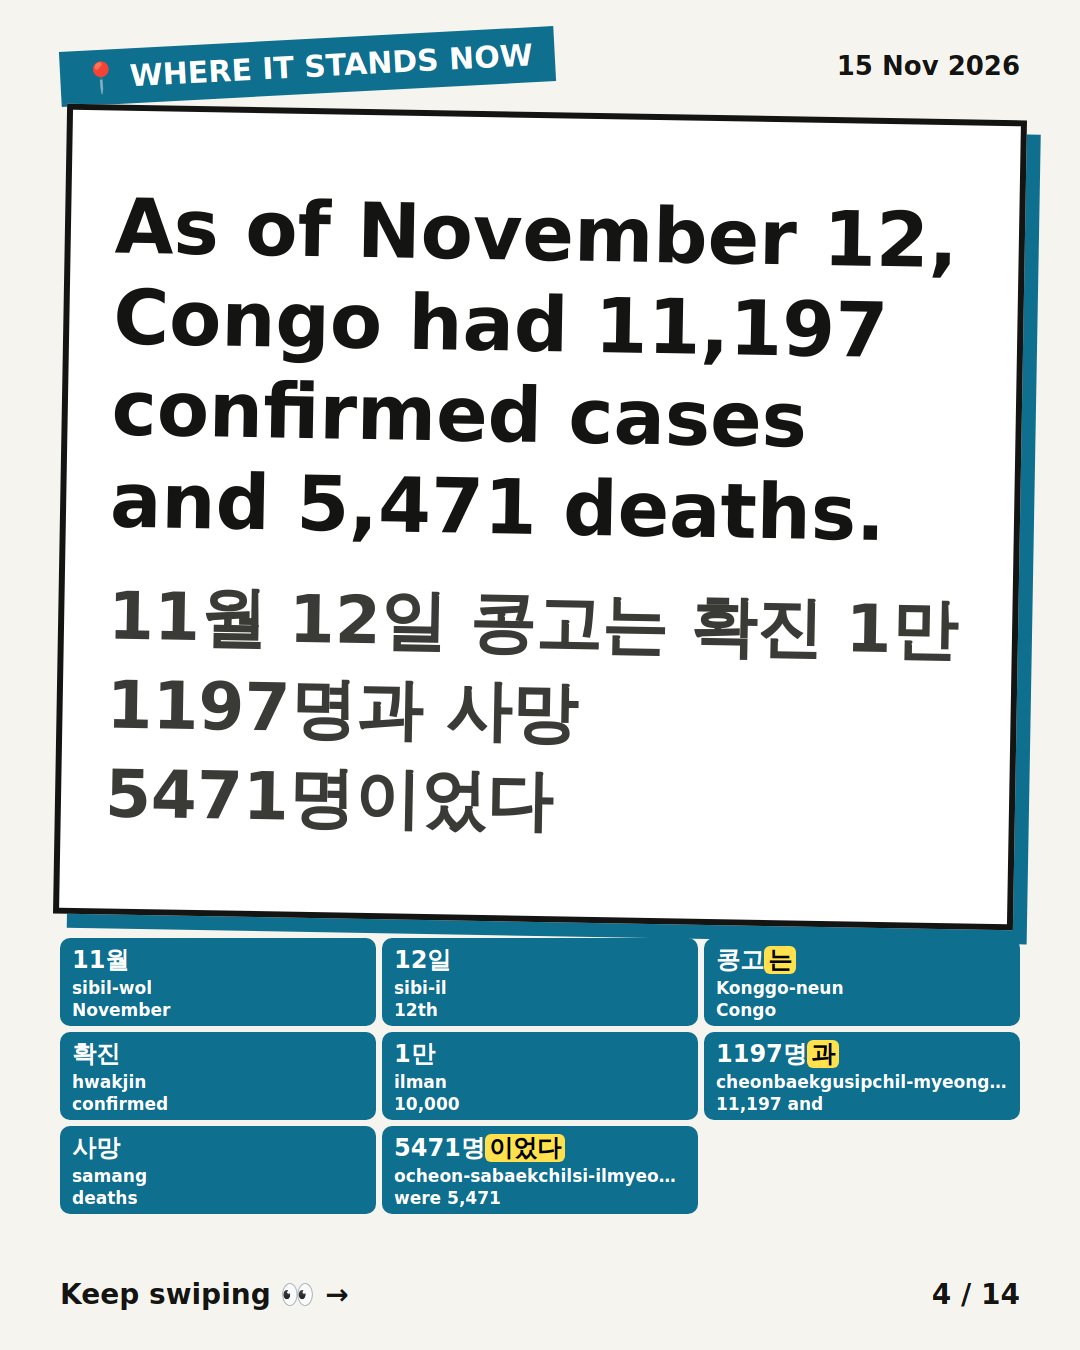 📍 WHERE IT STANDS NOW
15 Nov 2026
As of November 12,
Congo had 11,197
confirmed cases
and 5,471 deaths.
11월 12일 콩고는 확진 1만
1197명과 사망
5471명이었다
11월
sibil-wol
November
12일
sibi-il
12th
콩고는
Konggo-neun
Congo
확진
hwakjin
confirmed
1만
ilman
10,000
1197명과
cheonbaekgusipchil-myeong…
11,197 and
사망
samang
deaths
5471명이었다
ocheon-sabaekchilsi-ilmyeo…
were 5,471
Keep swiping 👀 →
4 / 14